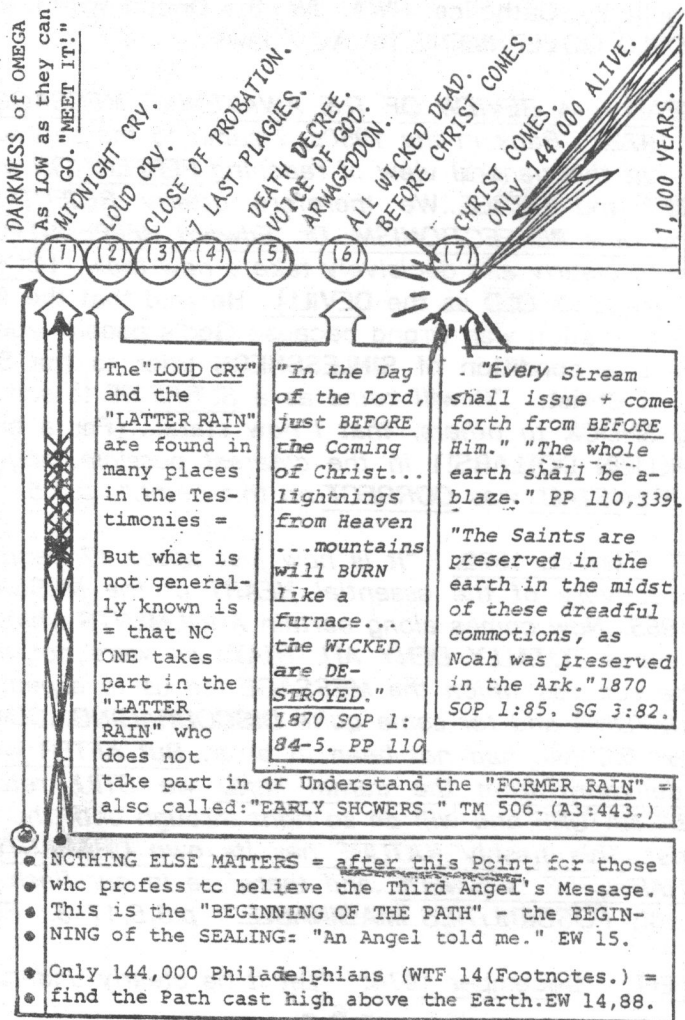 DARKNESS of OMEGA
As LOW as they can
GO. "MEET IT!"
MIDNIGHT CRY.
LOUD CRY.
CLOSE OF PROBATION.
LAST PLAGUES.
DEATH DECREE.
VOICE OF GOD.
ARMAGEDDON.
ALL WICKED DEAD.
BEFORE CHRIST COMES.
CHRIST COMES.
ONLY 144,000 ALIVE.
1,000 YEARS.
(1) (2) (3) (4) (5) (6) (7)
The "LOUD CRY"
and the
"LATTER RAIN"
are found in
many places
in the Tes-
timonies =
But what is
not general-
ly known is
= that NO
ONE takes
part in the
"LATTER
RAIN" who
does not
take part in or Understand the "FORMER RAIN" =
also called: "EARLY SHOWERS." TM 506. (A3:443.)
"In the Day
of the Lord,
just BEFORE
the Coming
of Christ...
lightnings
from Heaven
...mountains
will BURN
like a
furnace.
the WICKED
are DE-
STROYED."
1870 SOP 1:
84-5. PP 110
"Every Stream
shall issue + come
forth from BEFORE
Him." "The whole
earth shall be a-
blaze." PP 110,339.
"The Saints are
preserved in the
earth in the midst
of these dreadful
commotions, as
Noah was preserved
in the Ark." 1870
SOP 1:85. SG 3:82.
NOTHING ELSE MATTERS = after this Point for those
who profess to believe the Third Angel's Message.
This is the "BEGINNING OF THE PATH" = the BEGIN-
NING of the SEALING: "An Angel told me." EW 15.
Only 144,000 Philadelphians (WTF 14(Footnotes.) =
find the Path cast high above the Earth. EW 14,88.